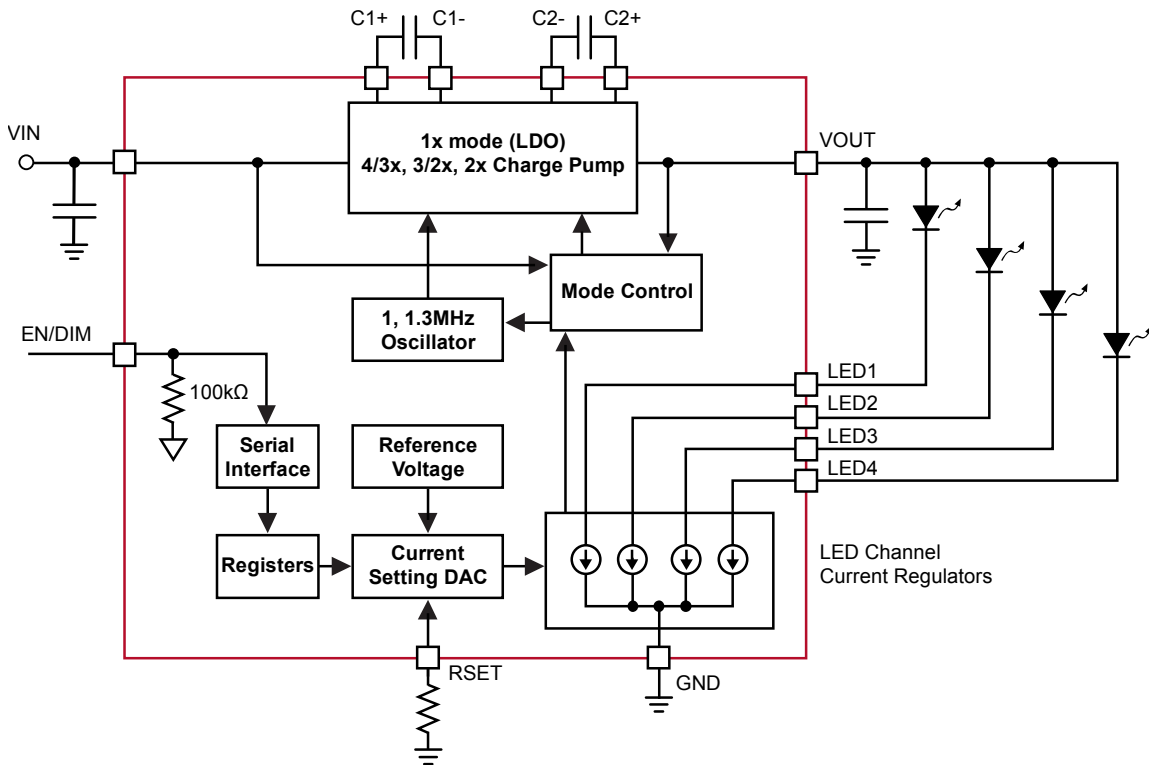 C1+
C1-
C2-
C2+
VIN
1x mode (LDO)
4/3x, 3/2x, 2x Charge Pump
VOUT
Mode Control
1, 1.3MHz
Oscillator
EN/DIM
100kΩ
LED1
LED2
LED3
LED4
Serial
Interface
Reference
Voltage
Registers
Current
Setting DAC
LED Channel
Current Regulators
RSET
GND